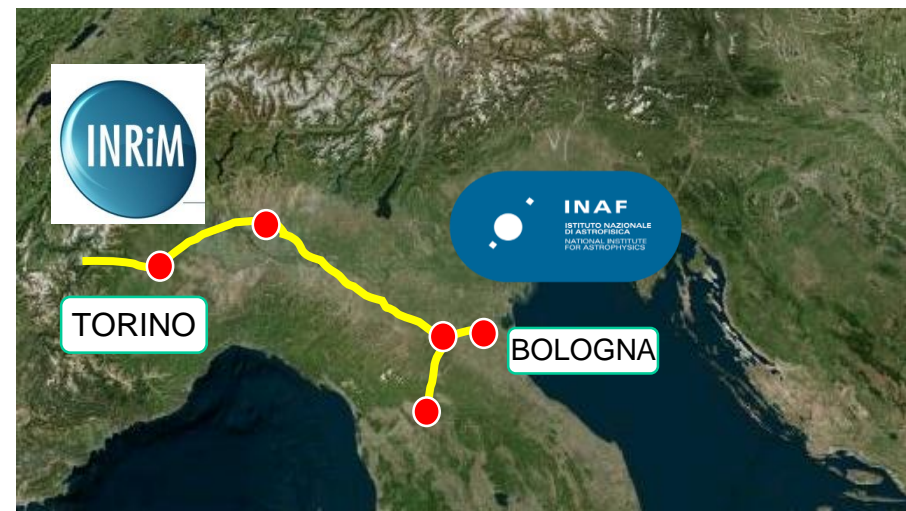 INRiM
INAF
ISTITUTO NAZIONALE
DI ASTROFISICA
NATIONAL INSTITUTE
FOR ASTROPHYSICS
TORINO
BOLOGNA